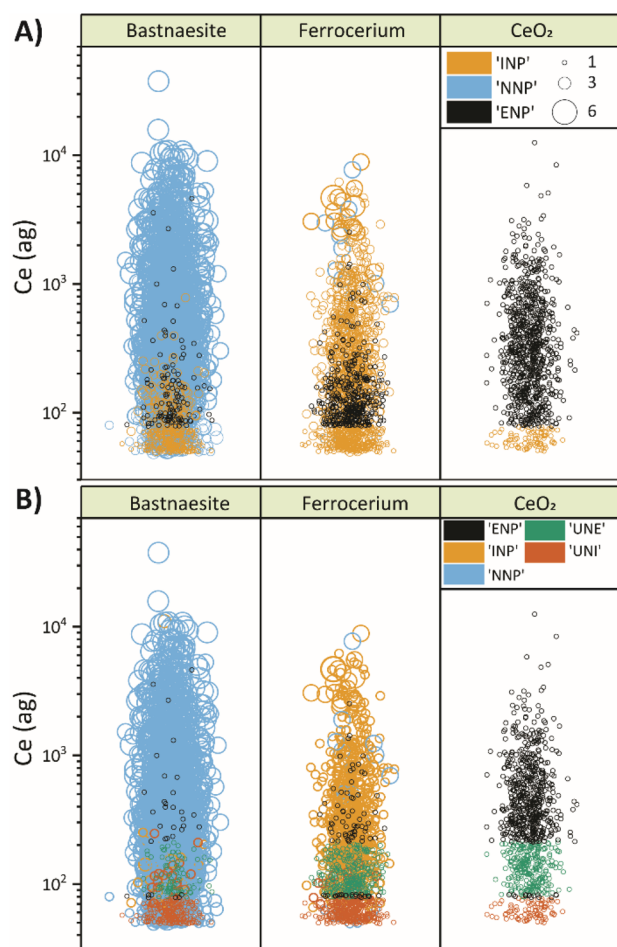 A)
Bastnaesite Ferrocerium CeO₂
'INP' 1
'NNP' 3
'ENP' 6
Ce (ag)
10⁴
10³
10²
B)
Bastnaesite Ferrocerium CeO₂
'ENP' 'UNE'
'INP' 'UNI'
'NNP'
Ce (ag)
10⁴
10³
10²